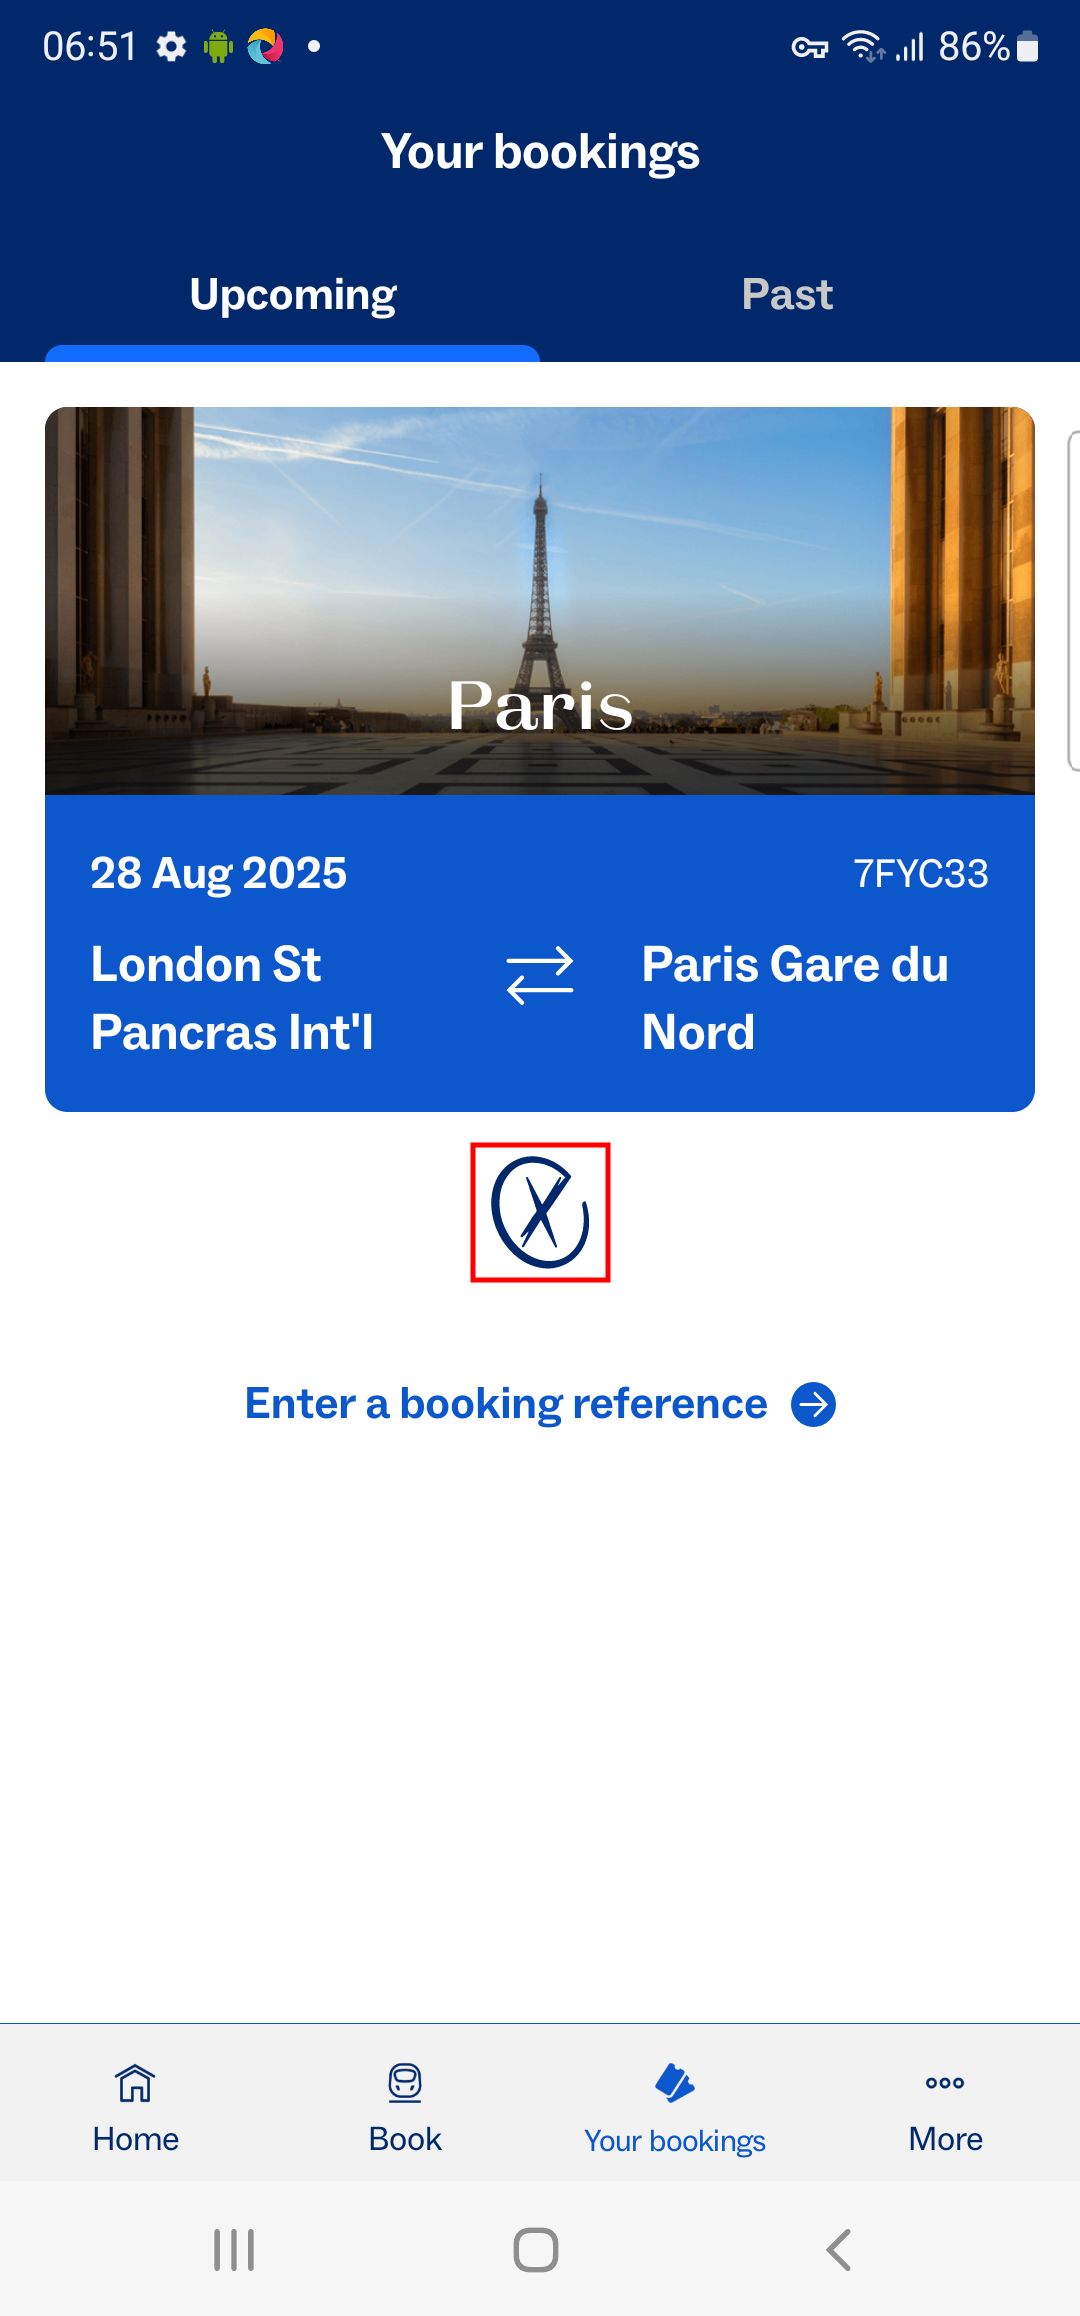 06:51 86%
Your bookings
Upcoming Past
Paris
28 Aug 2025 7FYC33
London St
Pancras Int'l
Paris Gare du
Nord
Enter a booking reference
Home Book Your bookings More